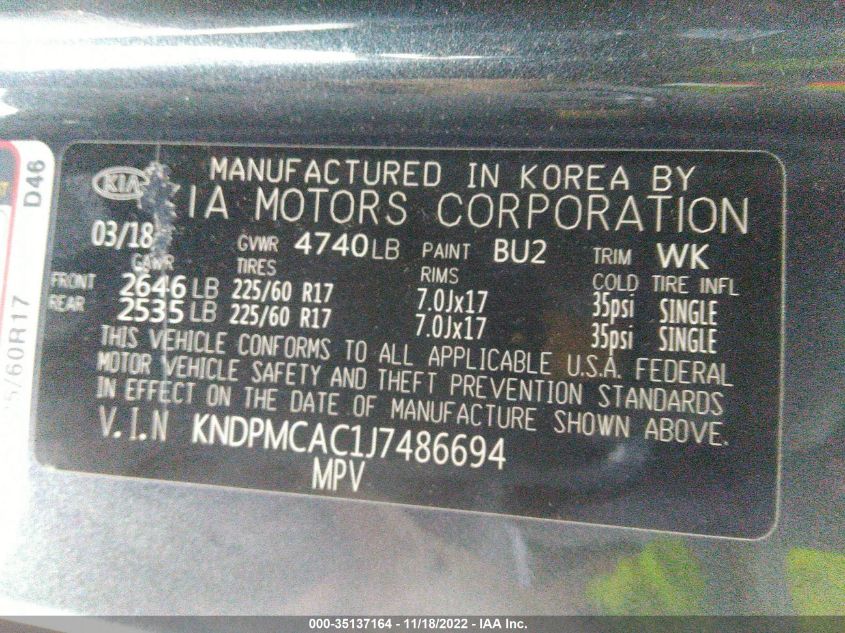 MANUFACTURED IN KOREA BY
KIA
IA MOTORS CORPORATION
03/18 GVWR 4740LB PAINT BU2 TRIM WK
GAWR TIRES RIMS COLD TIRE INFL
FRONT 2646LB 225/60 R17 7.0Jx17 35psi SINGLE
REAR 2535LB 225/60 R17 7.0Jx17 35psi SINGLE
THIS VEHICLE CONFORMS TO ALL APPLICABLE U.S.A. FEDERAL
MOTOR VEHICLE SAFETY AND THEFT PREVENTION STANDARDS
IN EFFECT ON THE DATE OF MANUFACTURE SHOWN ABOVE.
V.I.N KNDPMCAC1J7486694
MPV
D46
5/60R17
000-35137164 - 11/18/2022 - IAA Inc.